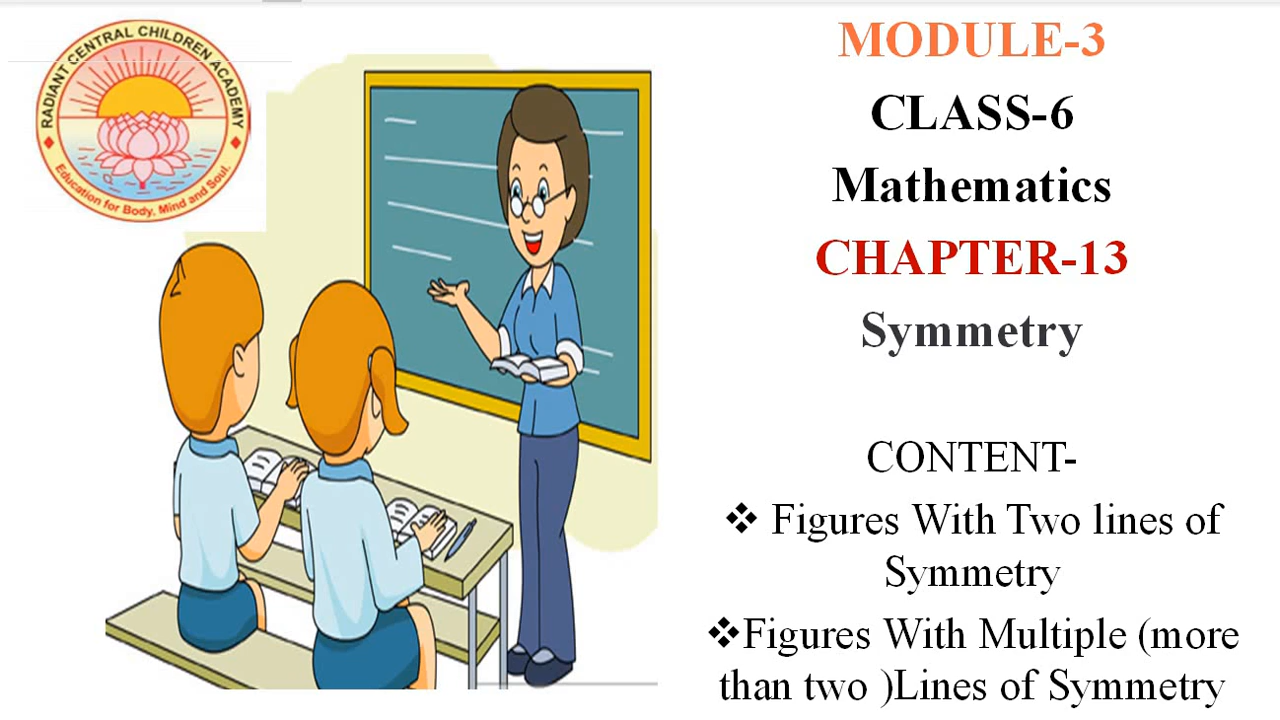 RADIANT CENTRAL CHILDREN ACADEMY
Education for Body, Mind and Soul.
MODULE-3
CLASS-6
Mathematics
CHAPTER-13
Symmetry
CONTENT-
❖ Figures With Two lines of
Symmetry
❖Figures With Multiple (more
than two )Lines of Symmetry